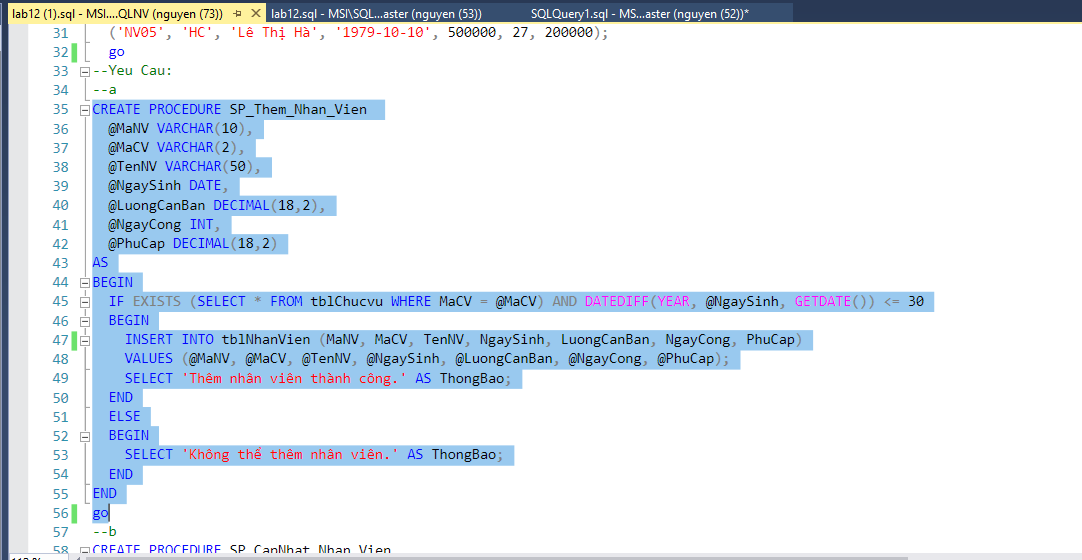 lab12 (1).sql - MSI....QLNV (nguyen (73)) lab12.sql - MSI\SQL...aster (nguyen (53)) SQLQuery1.sql - MS...aster (nguyen (52))*
31 ('NV05', 'HC', 'Lê Thị Hà', '1979-10-10', 500000, 27, 200000);
32 go
33 --Yeu Cau:
34 --a
35 CREATE PROCEDURE SP_Them_Nhan_Vien
36 @MaNV VARCHAR(10),
37 @MaCV VARCHAR(2),
38 @TenNV VARCHAR(50),
39 @NgaySinh DATE,
40 @LuongCanBan DECIMAL(18,2),
41 @NgayCong INT,
42 @PhuCap DECIMAL(18,2)
43 AS
44 BEGIN
45 IF EXISTS (SELECT * FROM tblChucvu WHERE MaCV = @MaCV) AND DATEDIFF(YEAR, @NgaySinh, GETDATE()) <= 30
46 BEGIN
47 INSERT INTO tblNhanVien (MaNV, MaCV, TenNV, NgaySinh, LuongCanBan, NgayCong, PhuCap)
48 VALUES (@MaNV, @MaCV, @TenNV, @NgaySinh, @LuongCanBan, @NgayCong, @PhuCap);
49 SELECT 'Thêm nhân viên thành công.' AS ThongBao;
50 END
51 ELSE
52 BEGIN
53 SELECT 'Không thể thêm nhân viên.' AS ThongBao;
54 END
55 END
56 go
57 --b
58 CREATE PROCEDURE SP_CapNhat_Nhan_Vien